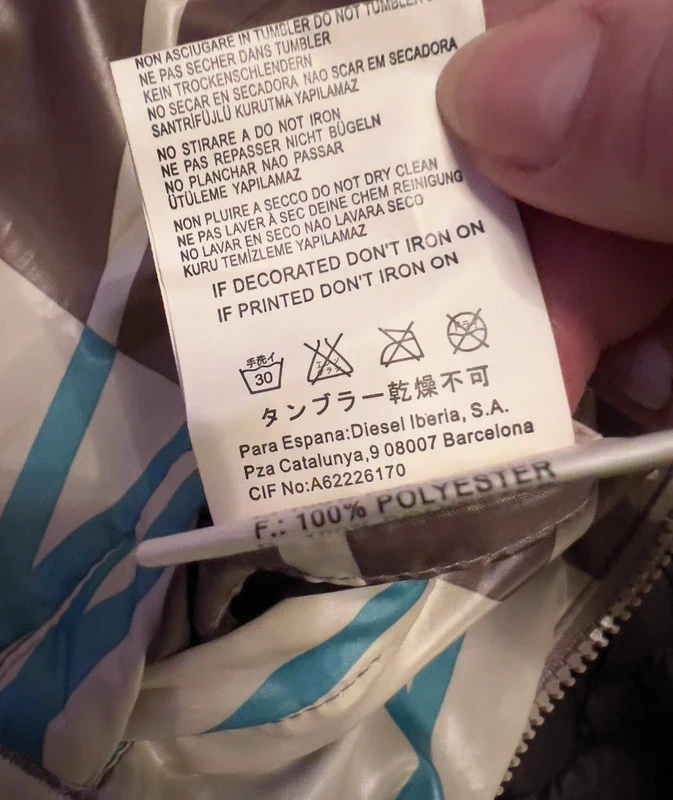 NON ASCIUGARE IN TUMBLER DO NOT TUMBLER
NE PAS SECHER DANS TUMBLER
KEIN TROCKENSCHLENDERN
NO SECAR EN SECADORA NAO SCAR EM SECADORA
SANTRİFÜJLÜ KURUTMA YAPILAMAZ
NO STIRARE A DO NOT IRON
NE PAS REPASSER NICHT BÜGELN
NO PLANCHAR NAO PASSAR
ÜTÜLEME YAPILAMAZ
NON PLUIRE A SECCO DO NOT DRY CLEAN
NE PAS LAVER À SEC DEINE CHEM REINIGUNG
NO LAVAR EN SECO NAO LAVARA SECO
KURU TEMİZLEME YAPILAMAZ
IF DECORATED DON'T IRON ON
IF PRINTED DON'T IRON ON
手洗イ
30
タンブラー乾燥不可
Para Espana:Diesel Iberia, S.A.
Pza Catalunya,9 08007 Barcelona
CIF No:A62226170
F.: 100% POLYESTER